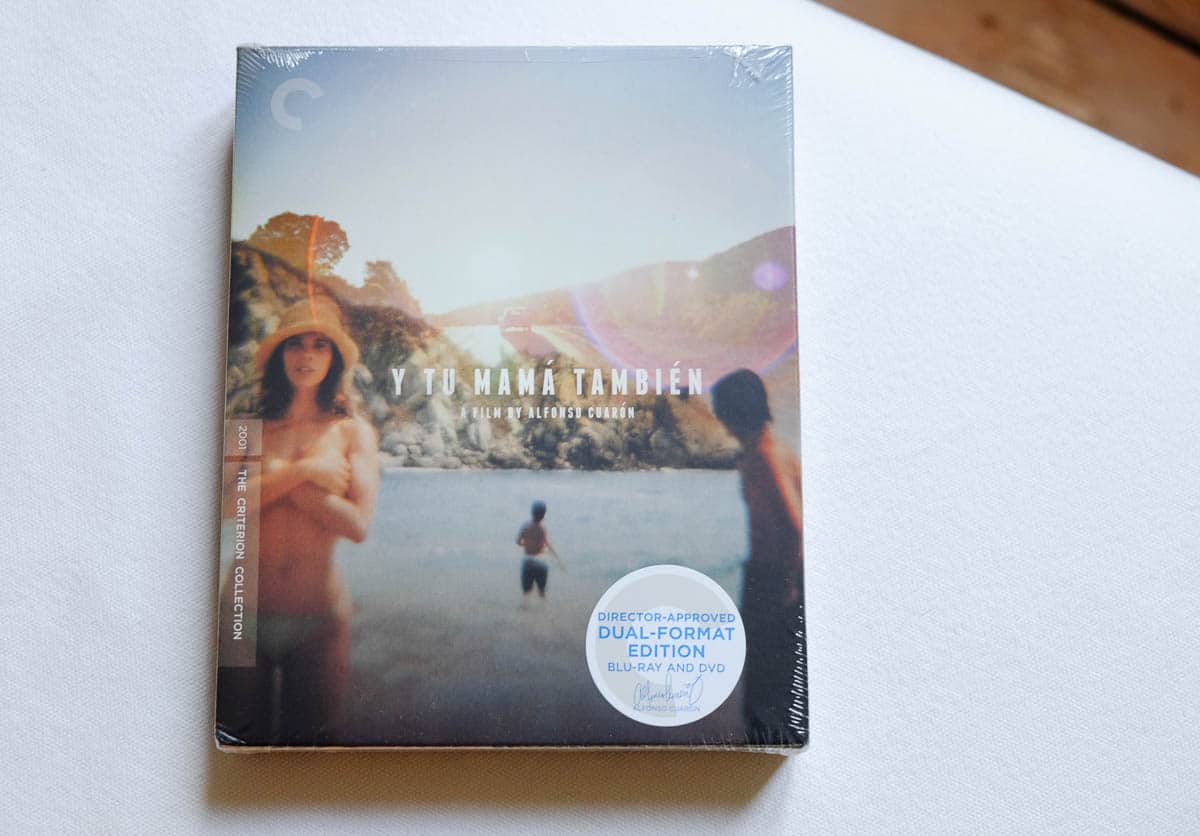 Y TU MAMÁ TAMBIÉN
A FILM BY ALFONSO CUARÓN
2001 THE CRITERION COLLECTION
DIRECTOR-APPROVED
DUAL-FORMAT
EDITION
BLU-RAY AND DVD
ALFONSO CUARÓN